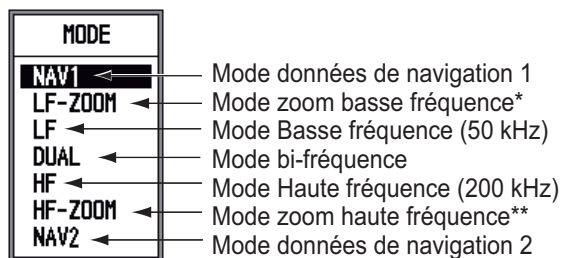 MODE
NAV1 Mode données de navigation 1
LF-ZOOM Mode zoom basse fréquence*
LF Mode Basse fréquence (50 kHz)
DUAL Mode bi-fréquence
HF Mode Haute fréquence (200 kHz)
HF-ZOOM Mode zoom haute fréquence**
NAV2 Mode données de navigation 2